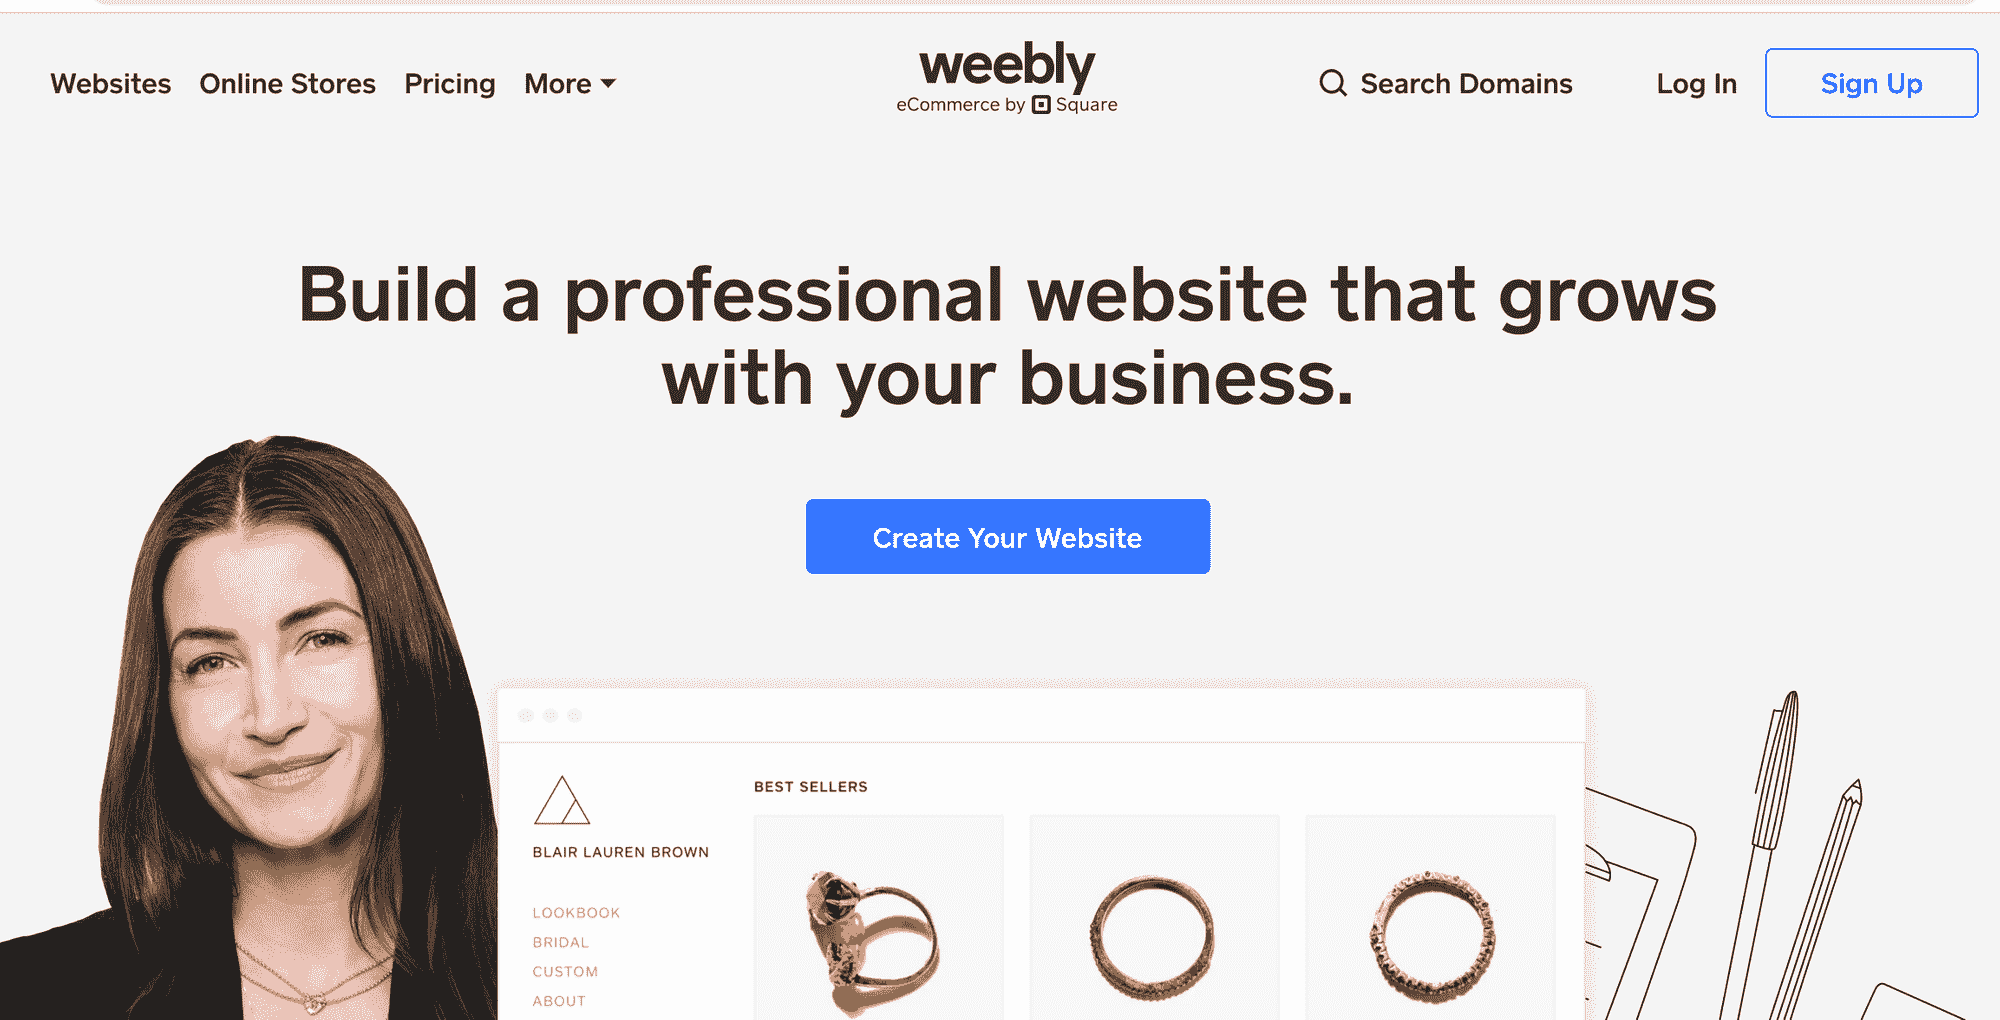 Websites Online Stores Pricing More
weebly
eCommerce by Square
Search Domains
Log In
Sign Up
Build a professional website that grows
with your business.
Create Your Website
BLAIR LAUREN BROWN
LOOKBOOK
BRIDAL
CUSTOM
ABOUT
BEST SELLERS